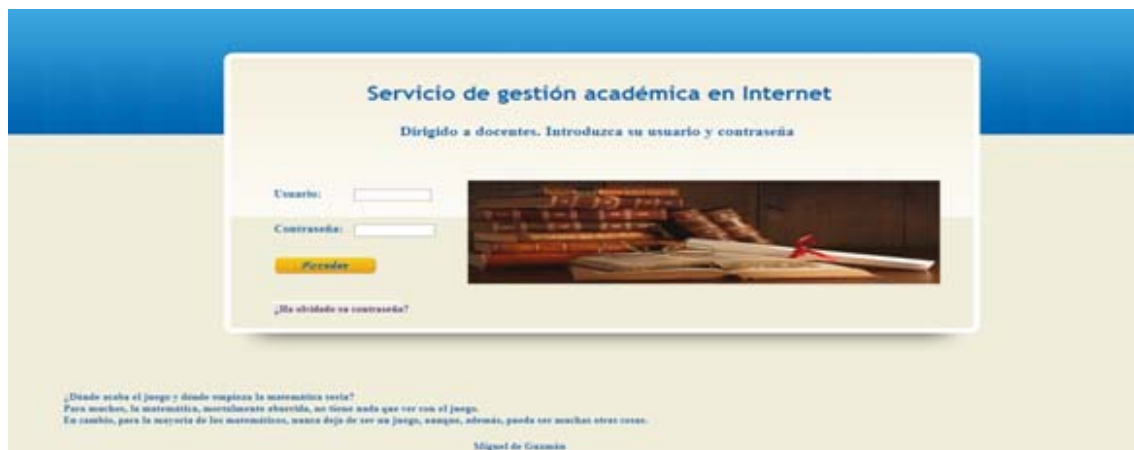 Servicio de gestión académica en Internet
Dirigido a docentes. Introduzca su usuario y contraseña
Usuario:
Contraseña:
Acceder
¿Ha olvidado su contraseña?
¿Dónde acaba el juego y dónde empieza la matemática seria?
Para muchos, la matemática, mortalmente aburrida, no tiene nada que ver con el juego.
En cambio, para la mayoría de los matemáticos, nunca deja de ser un juego, aunque, además, pueda ser muchas otras cosas.
Miguel de Guzmán